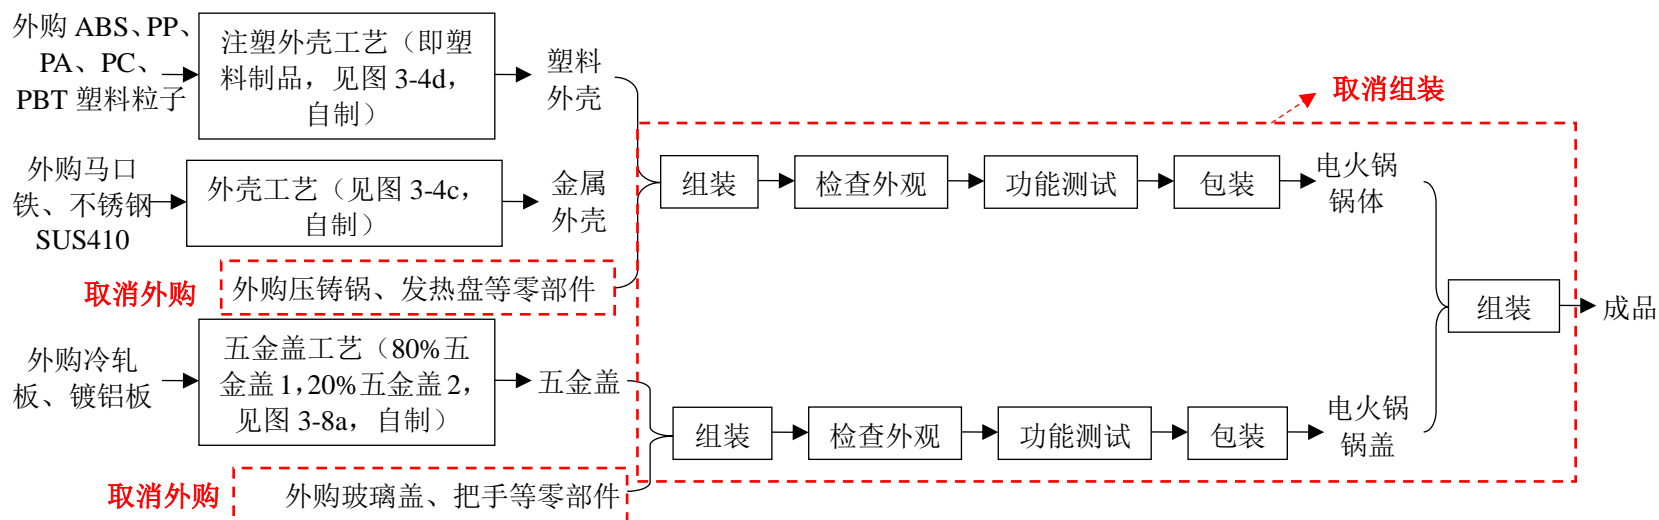 外购 ABS、PP、
PA、PC、
PBT 塑料粒子
注塑外壳工艺（即塑
料制品，见图 3-4d，
自制）
塑料
外壳
取消组装
外购马口
铁、不锈钢
SUS410
外壳工艺（见图 3-4c，
自制）
金属
外壳
组装
检查外观
功能测试
包装
电火锅
锅体
取消外购
外购压铸锅、发热盘等零部件
组装
成品
外购冷轧
板、镀铝板
五金盖工艺（80%五
金盖 1，20%五金盖 2，
见图 3-8a，自制）
五金盖
组装
检查外观
功能测试
包装
电火锅
锅盖
取消外购
外购玻璃盖、把手等零部件